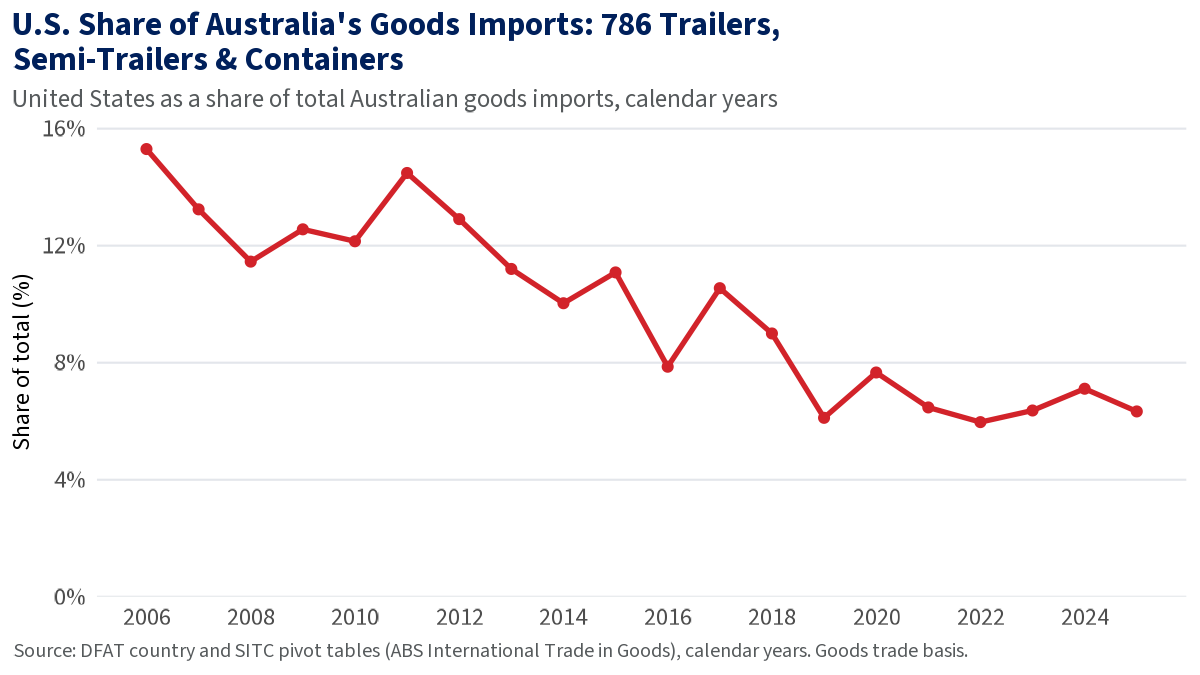 U.S. Share of Australia's Goods Imports: 786 Trailers,
Semi-Trailers & Containers
United States as a share of total Australian goods imports, calendar years
Share of total (%)
16%
12%
8%
4%
0%
2006 2008 2010 2012 2014 2016 2018 2020 2022 2024
Source: DFAT country and SITC pivot tables (ABS International Trade in Goods), calendar years. Goods trade basis.